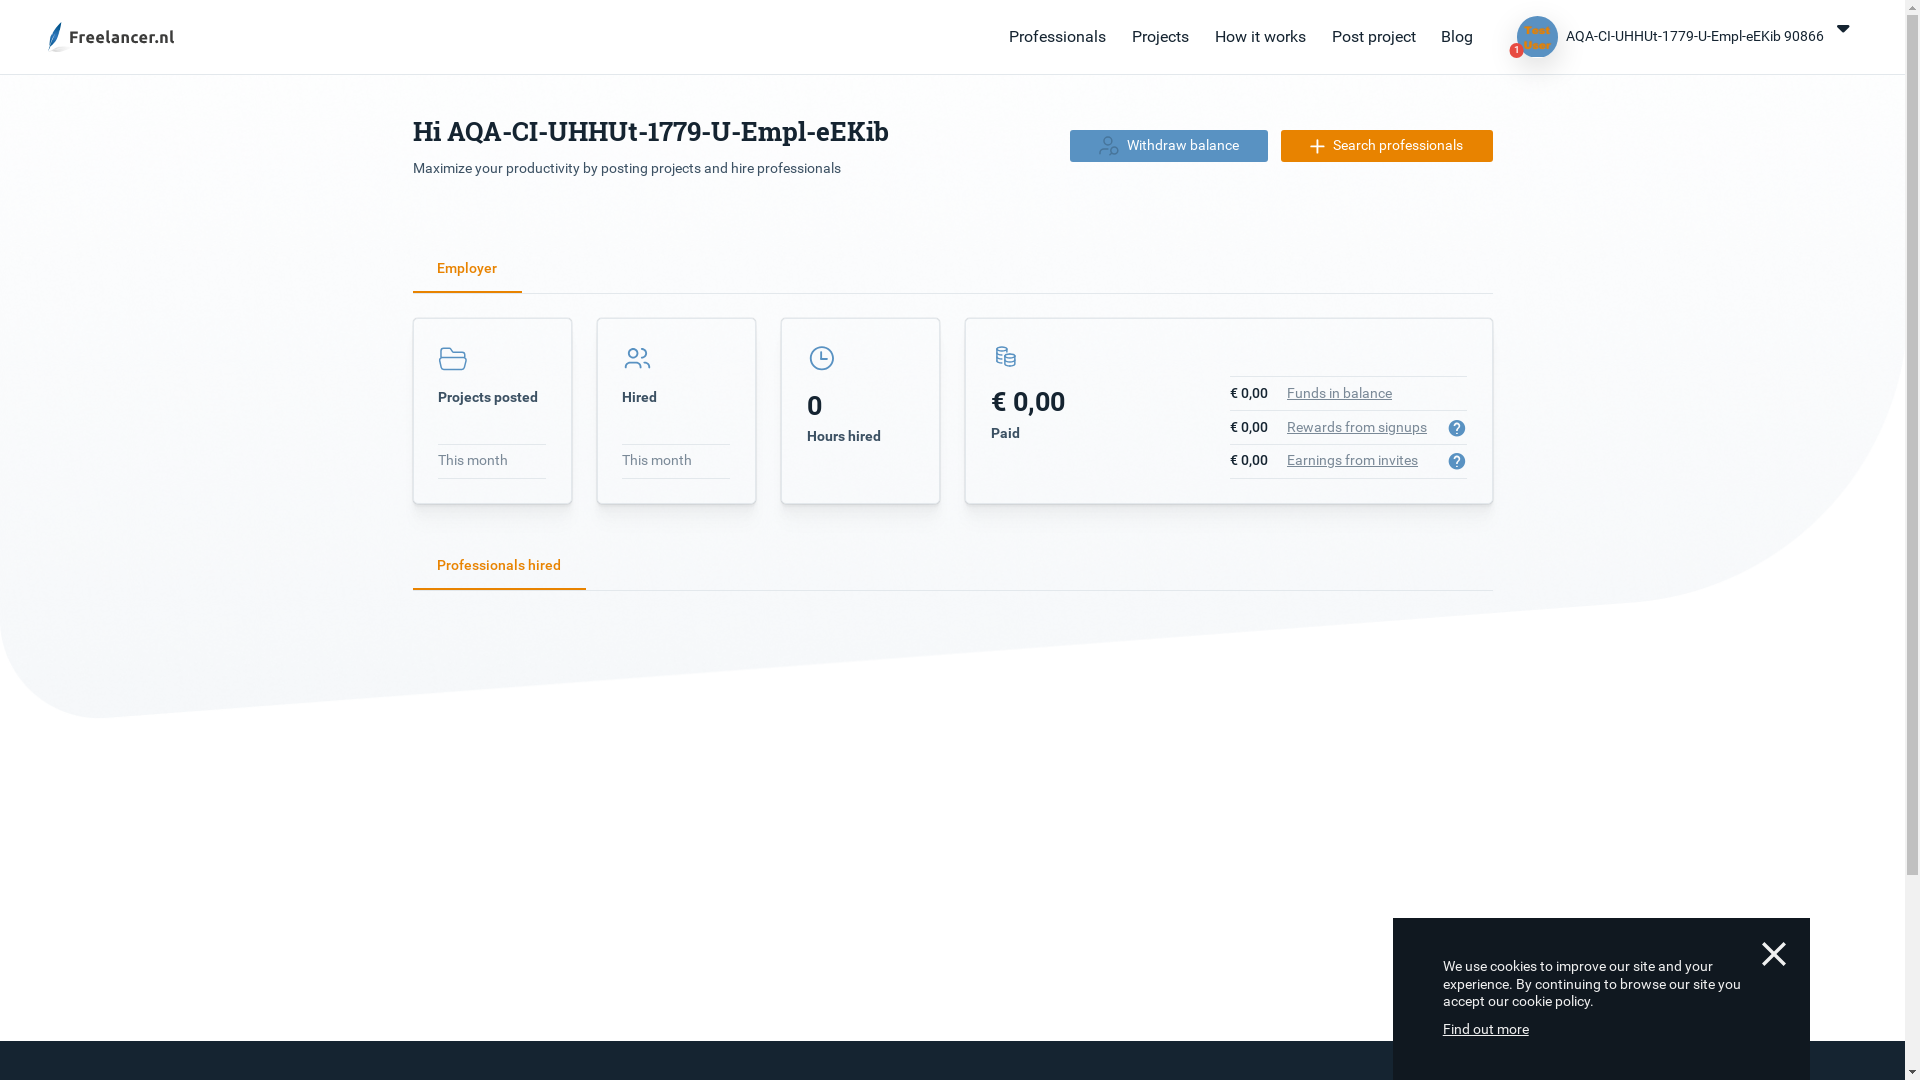 Freelancer.nl
Professionals
Projects
How it works
Post project
Blog
Test
User
1
AQA-CI-UHHUt-1779-U-Empl-eEKib 90866
Hi AQA-CI-UHHUt-1779-U-Empl-eEKib
Maximize your productivity by posting projects and hire professionals
Withdraw balance
Search professionals
Employer
Projects posted
This month
Hired
This month
0
Hours hired
€ 0,00
Paid
€ 0,00 Funds in balance
€ 0,00 Rewards from signups ?
€ 0,00 Earnings from invites ?
Professionals hired
We use cookies to improve our site and your
experience. By continuing to browse our site you
accept our cookie policy.
Find out more